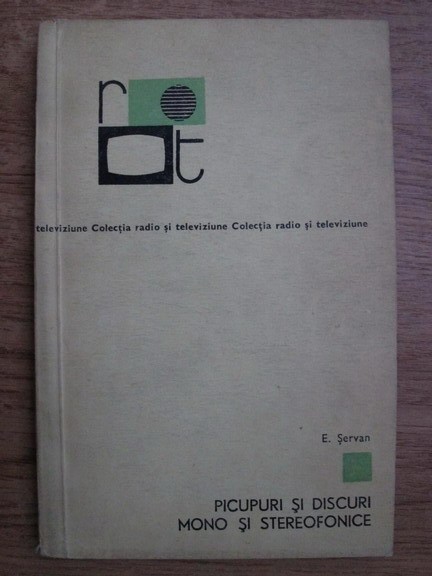 r
t
televiziune Colecția radio și televiziune Colecția radio și televiziune
E. Șervan
PICUPURI ȘI DISCURI
MONO ȘI STEREOFONICE